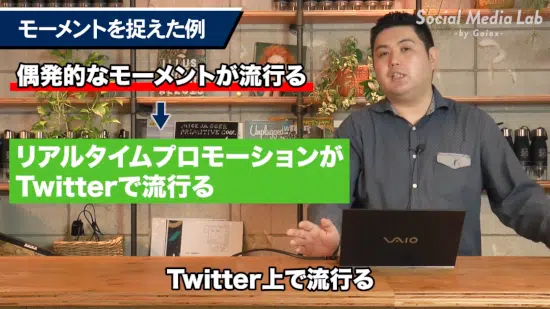 モーメントを捉えた例
Social Media Lab
-by Gaiax-
偶発的なモーメントが流行る
リアルタイムプロモーションが
Twitterで流行る
VAIO
Twitter上で流行る